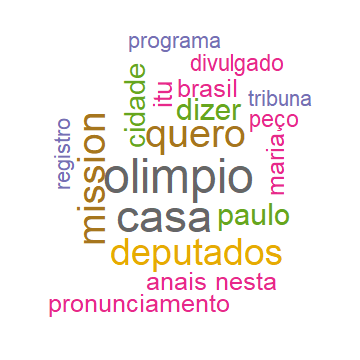 programa
divulgado
cidade
itu
brasil
tribuna
dizer
peço
quero
registro
mission
maria
olimpio
casa
paulo
deputados
anais nesta
pronunciamento